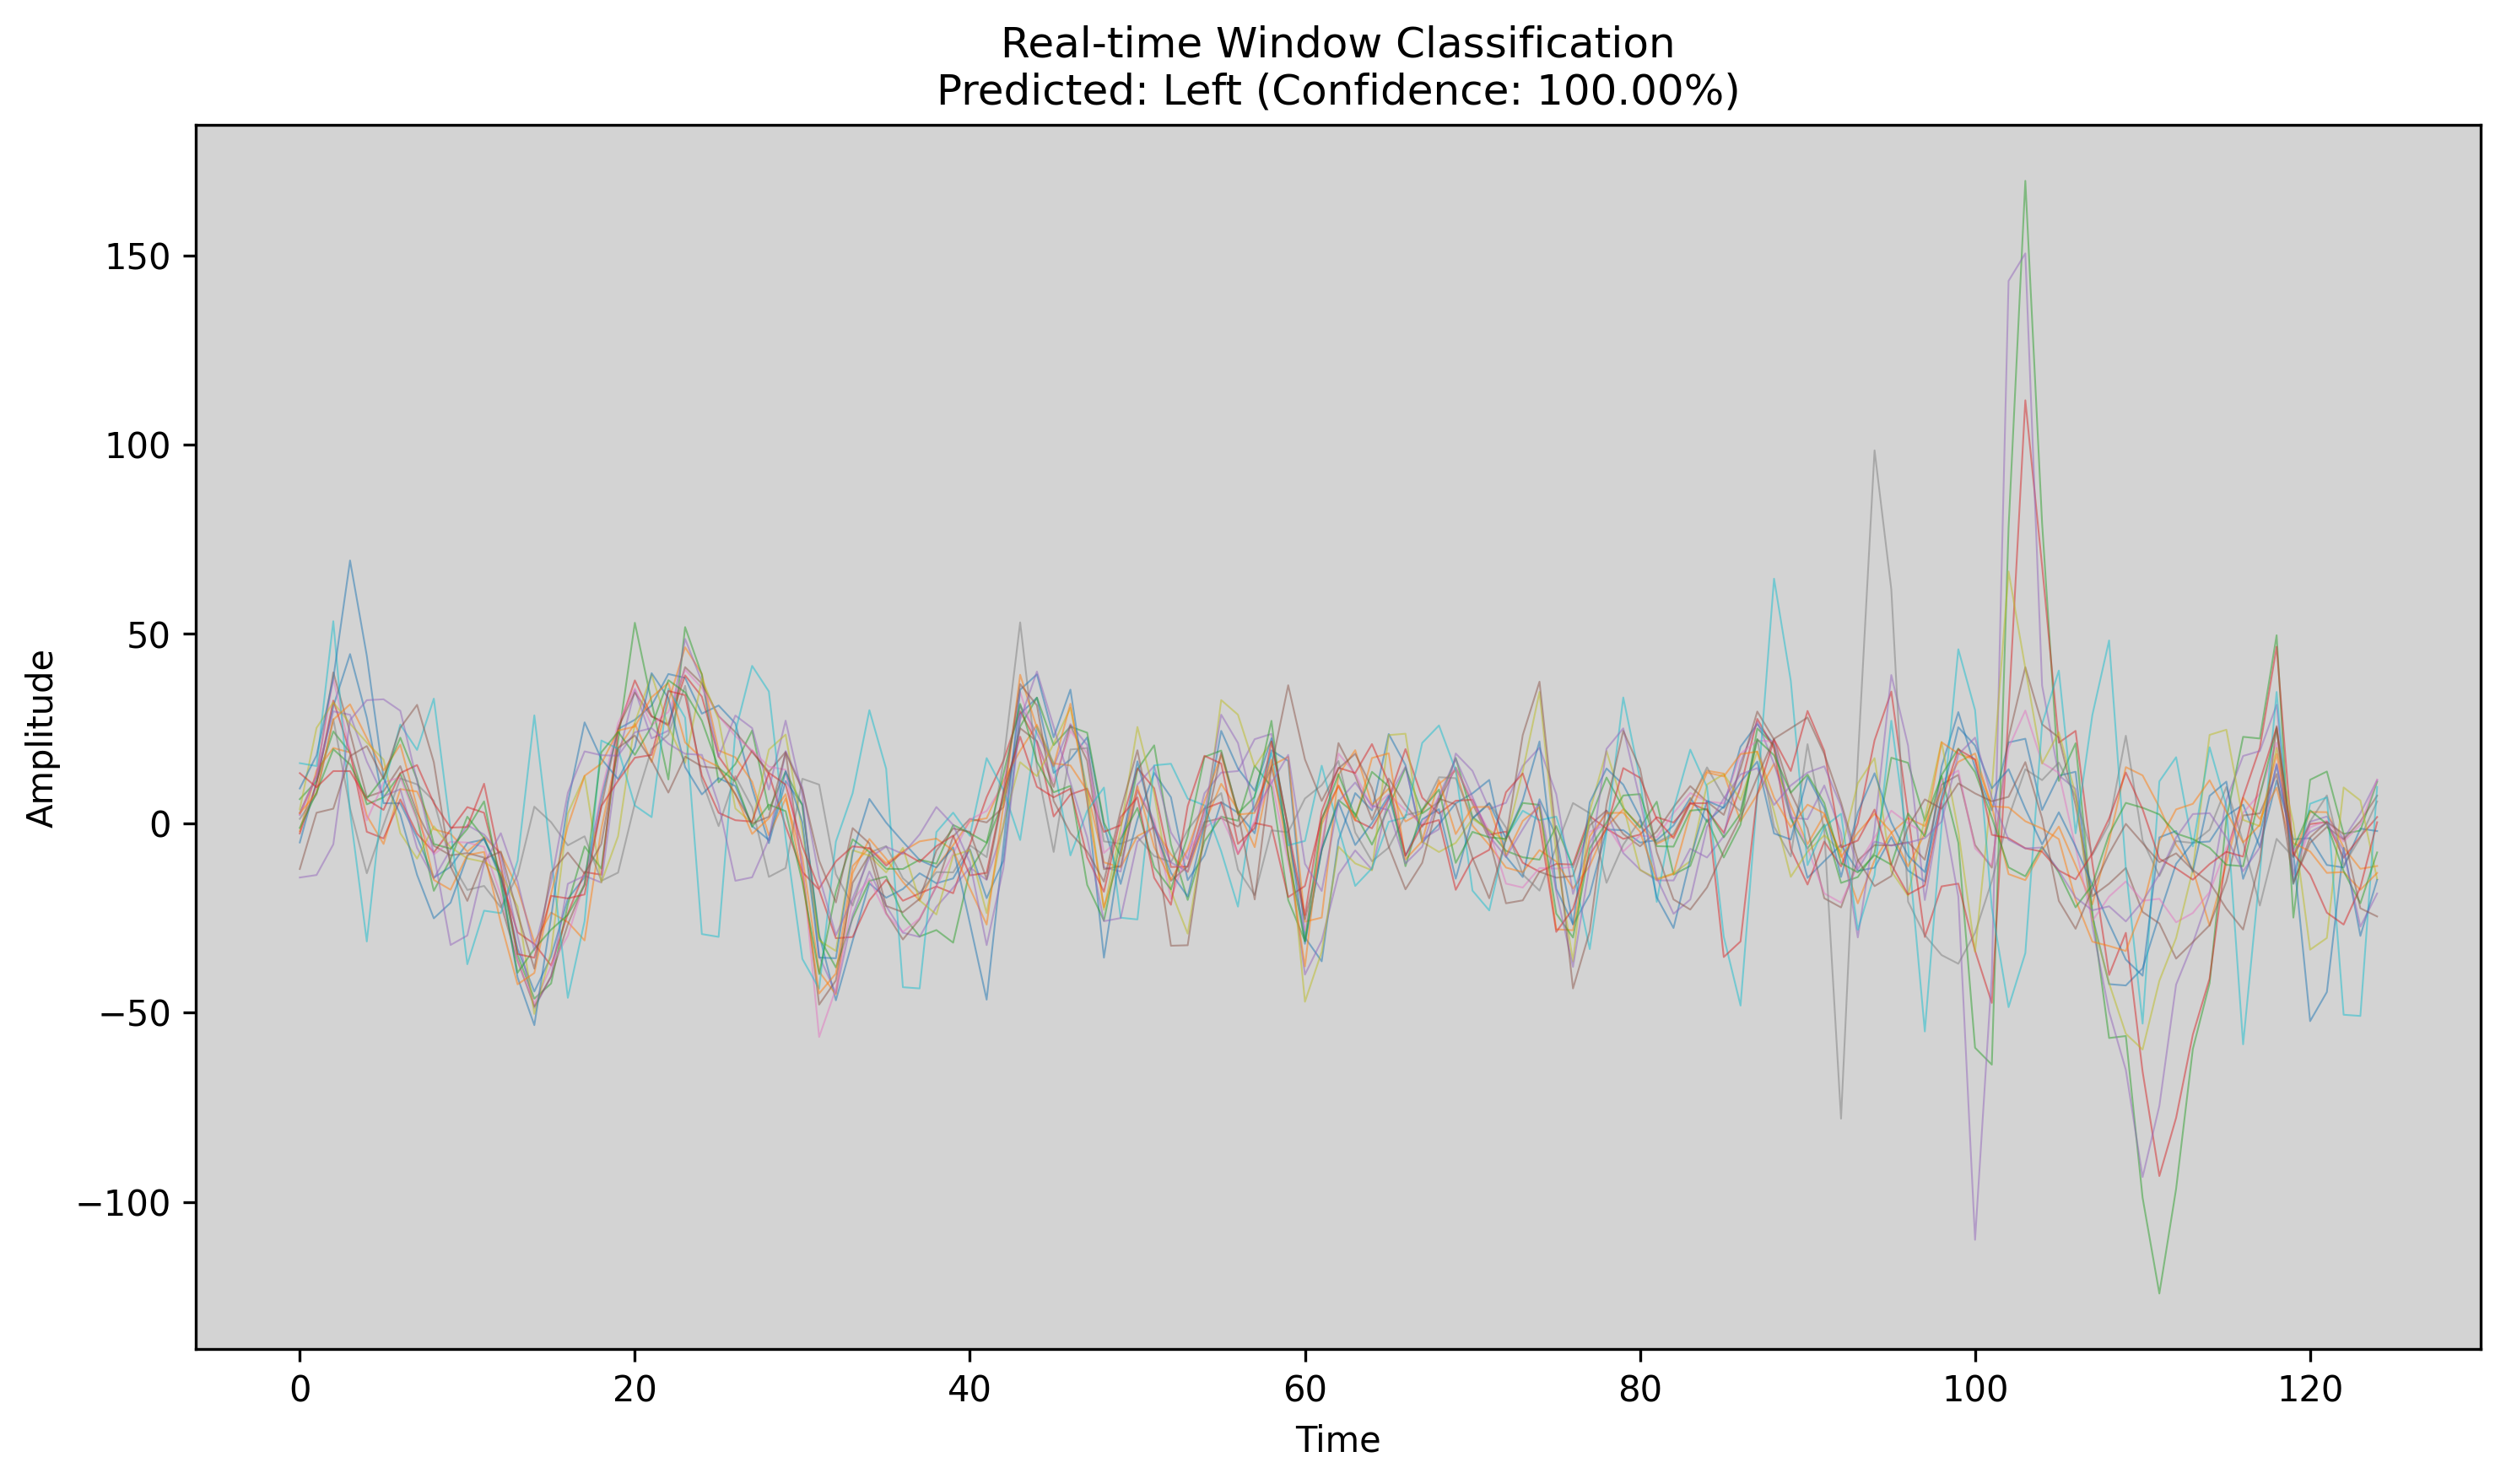 Real-time Window Classification
Predicted: Left (Confidence: 100.00%)
150
100
50
0
−50
−100
Amplitude
0 20 40 60 80 100 120
Time